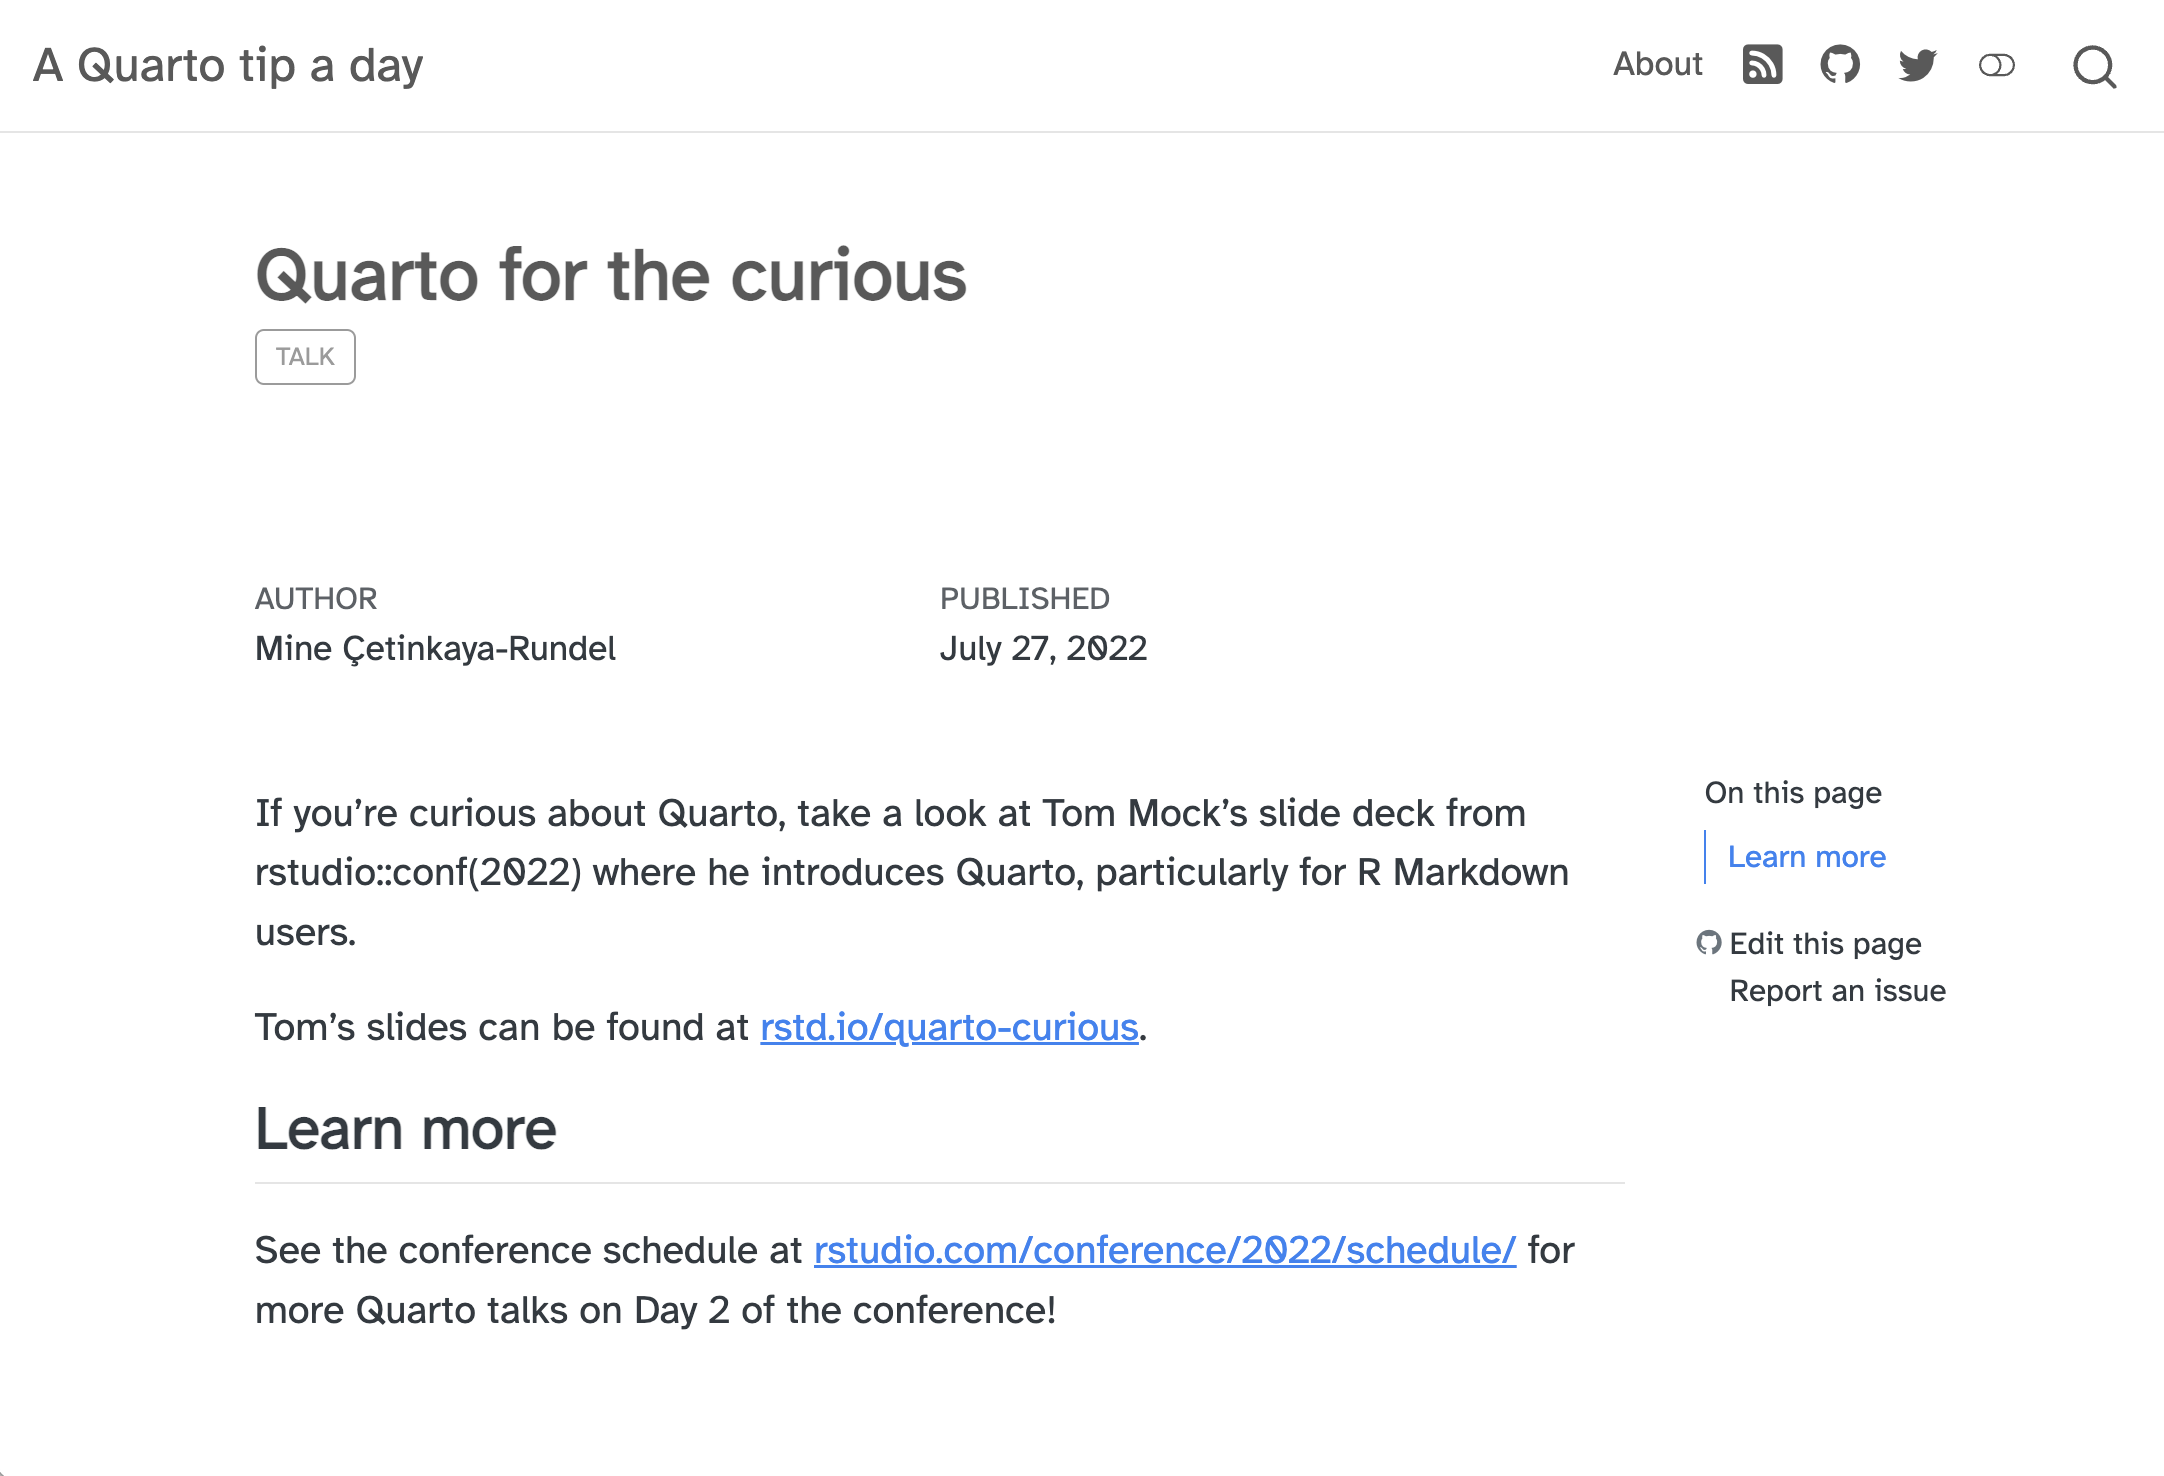 A Quarto tip a day
About
Quarto for the curious
TALK
AUTHOR
Mine Çetinkaya-Rundel
PUBLISHED
July 27, 2022
If you’re curious about Quarto, take a look at Tom Mock’s slide deck from
rstudio::conf(2022) where he introduces Quarto, particularly for R Markdown
users.
Tom’s slides can be found at rstd.io/quarto-curious.
Learn more
See the conference schedule at rstudio.com/conference/2022/schedule/ for
more Quarto talks on Day 2 of the conference!
On this page
Learn more
Edit this page
Report an issue